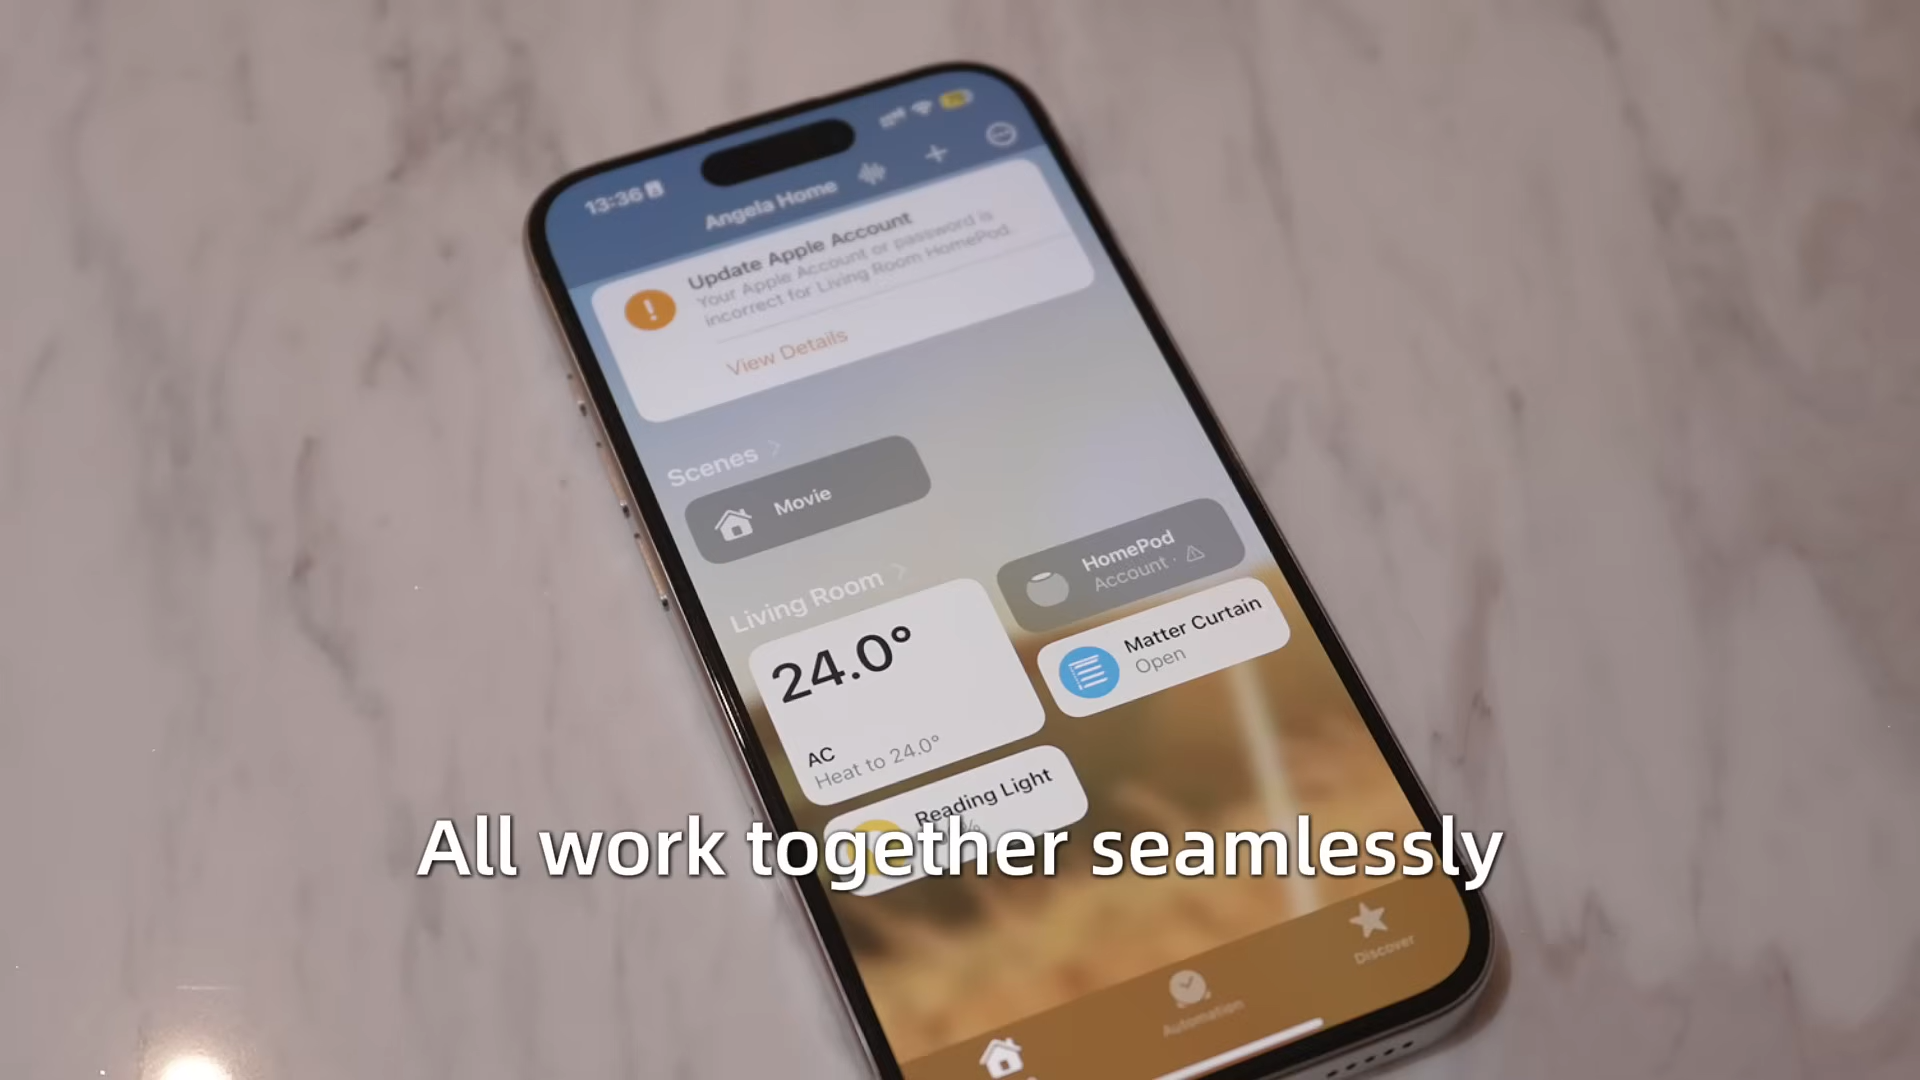 13:36
Angela Home
Update Apple Account
Your Apple Account or password is
incorrect for Living Room HomePod.
View Details
Scenes
Movie
Living Room
HomePod
Account ·
24.0°
AC
Heat to 24.0°
Matter Curtain
Open
Reading Light
%
All work together seamlessly
Automation
Discover